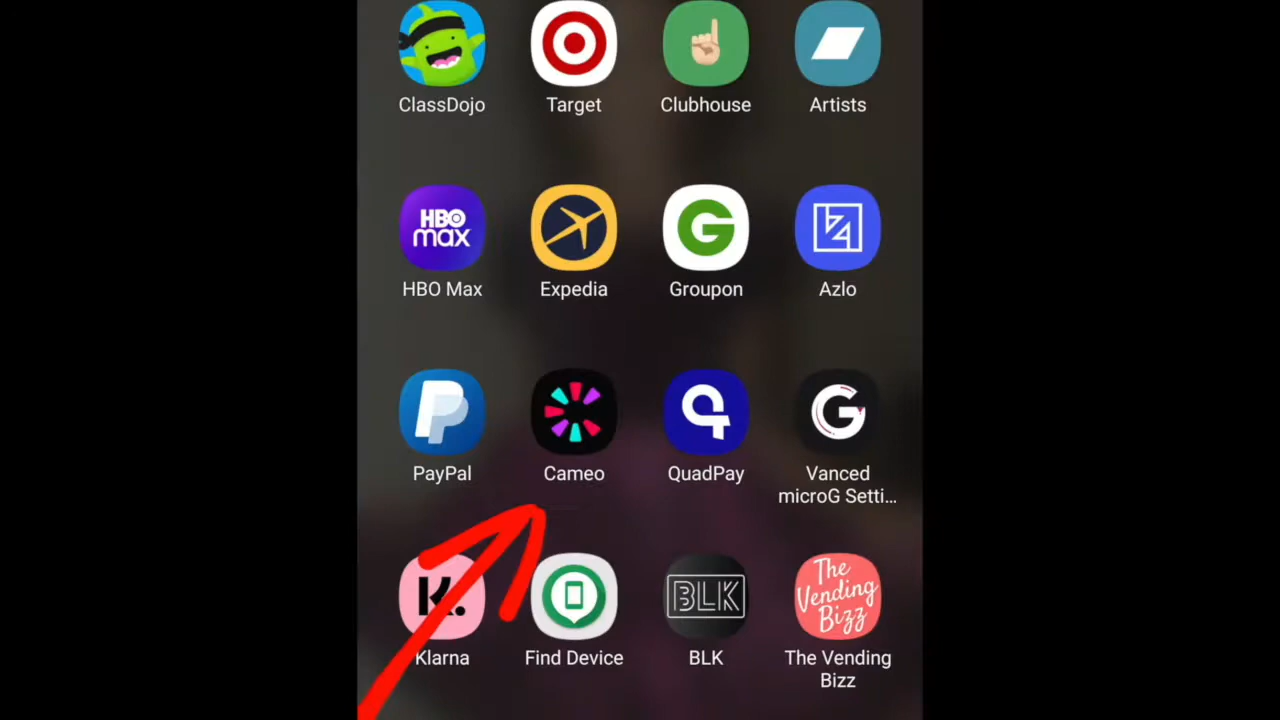 ClassDojo
Target
Clubhouse
Artists
HBO
max
G
HBO Max
Expedia
Groupon
Azlo
P
G
PayPal
Cameo
QuadPay
Vanced
microG Setti...
K.
BLK
The
Vending
Bizz
Klarna
Find Device
BLK
The Vending
Bizz